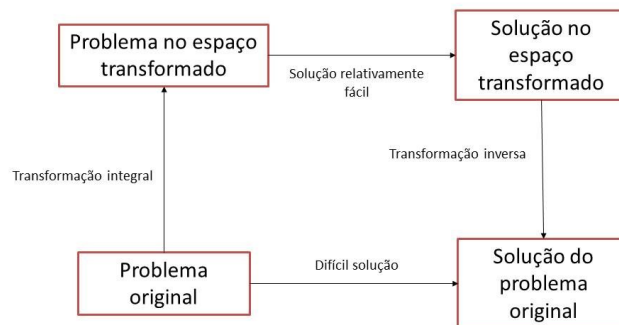 Problema no espaço
transformado
Solução no
espaço
transformado
Solução relativamente
fácil
Transformação integral
Transformação inversa
Problema
original
Difícil solução
Solução do
problema
original